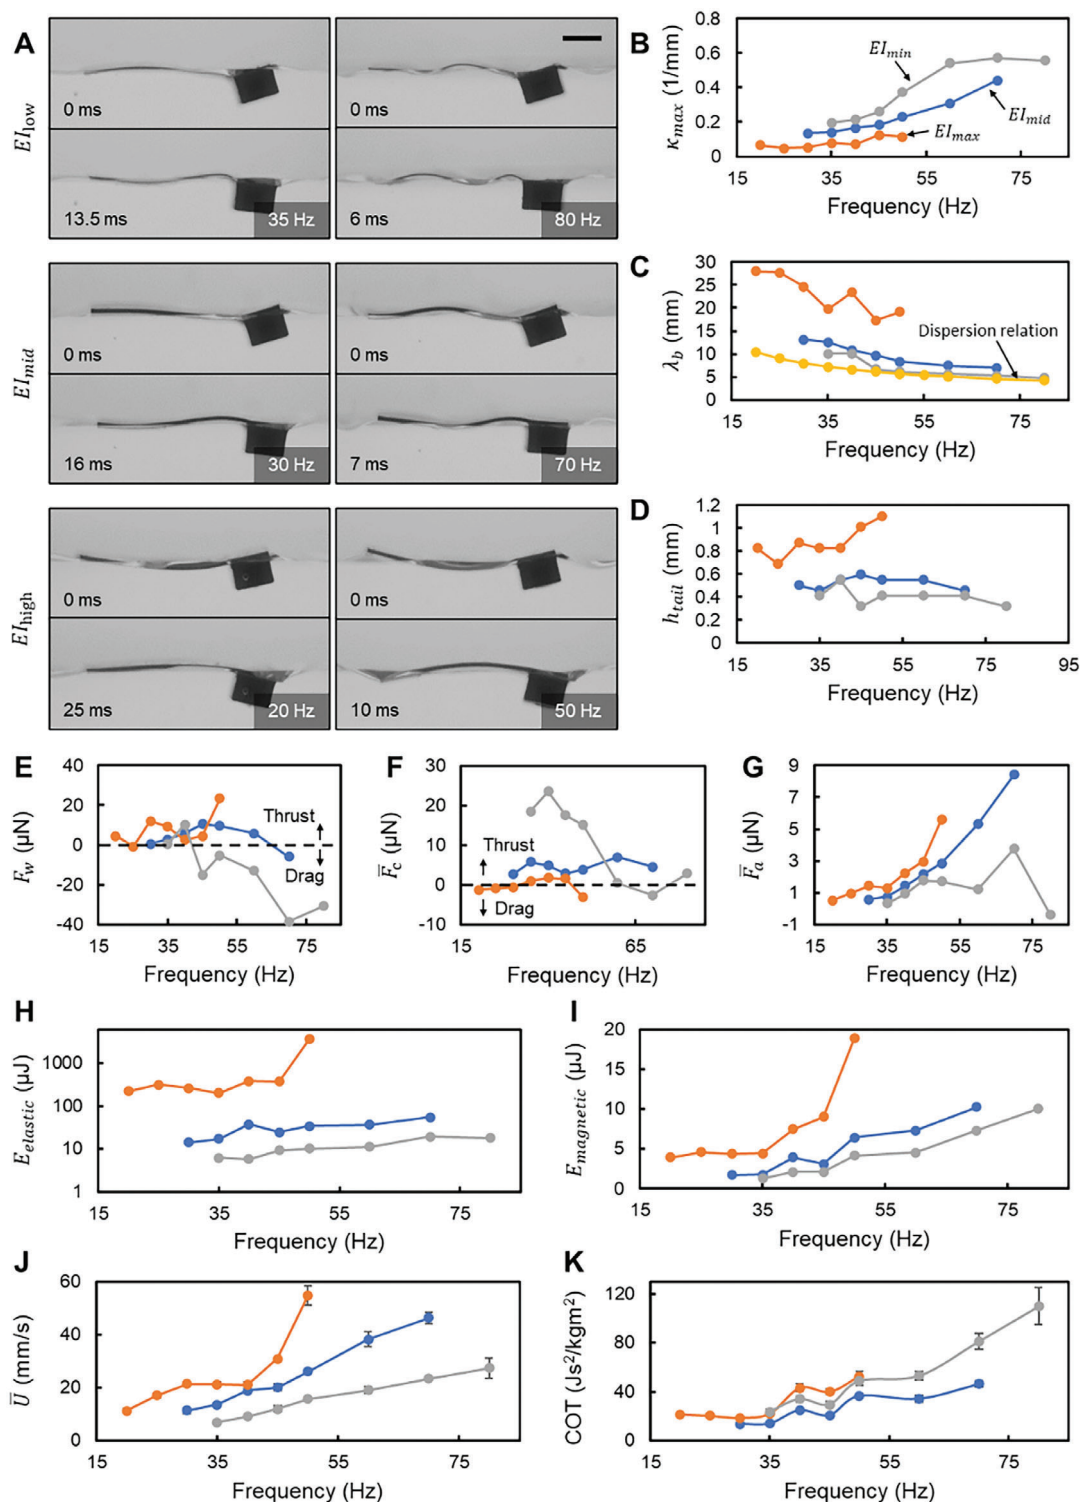 A
EI_low
0 ms
0 ms
13.5 ms
35 Hz
6 ms
80 Hz
EI_mid
0 ms
0 ms
16 ms
30 Hz
7 ms
70 Hz
EI_high
0 ms
0 ms
25 ms
20 Hz
10 ms
50 Hz
B
κ_max (1/mm)
0.8
0.6
0.4
0.2
0
EI_min
EI_mid
EI_max
15 35 55 75
Frequency (Hz)
C
λ_b (mm)
30
25
20
15
10
5
0
Dispersion relation
15 35 55 75
Frequency (Hz)
D
h_tail (mm)
1.2
1
0.8
0.6
0.4
0.2
0
15 35 55 75 95
Frequency (Hz)
E
F_w (μN)
40
20
0
-20
-40
Thrust
Drag
15 35 55 75
Frequency (Hz)
F
F̅_c (μN)
30
20
10
0
-10
Thrust
Drag
15 65
Frequency (Hz)
G
F̅_a (μN)
9
7
5
3
1
-1
15 35 55 75
Frequency (Hz)
H
E_elastic (μJ)
1000
100
10
1
15 35 55 75
Frequency (Hz)
I
E_magnetic (μJ)
20
15
10
5
0
15 35 55 75
Frequency (Hz)
J
U̅ (mm/s)
60
40
20
0
15 35 55 75
Frequency (Hz)
K
COT (Js²/kgm²)
120
80
40
0
15 35 55 75
Frequency (Hz)